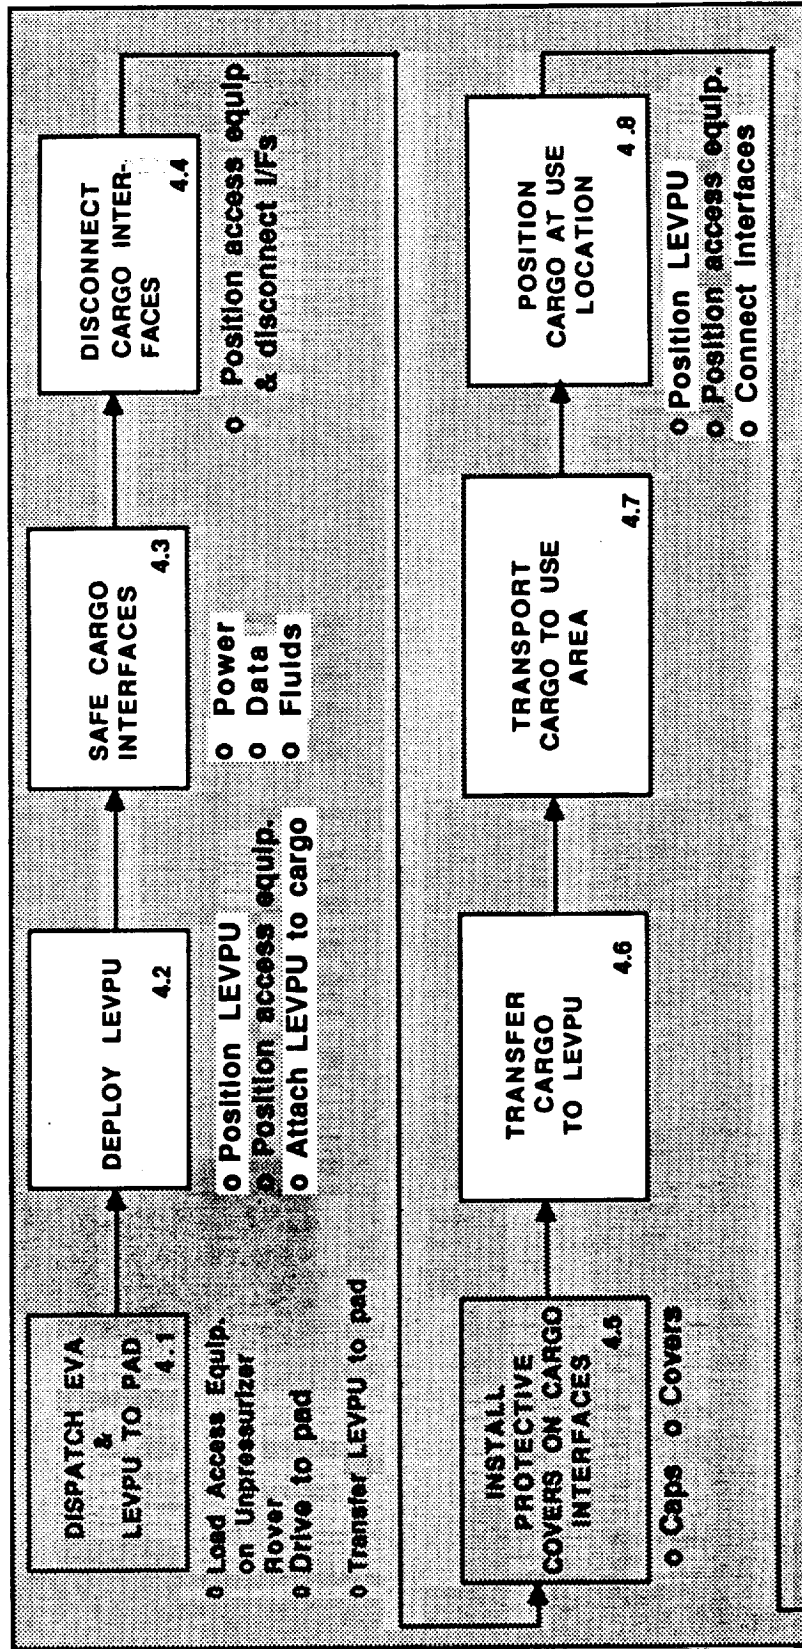 DISPATCH EVA
&
LEVPU TO PAD
4.1
o Load Access Equip.
on Unpressurizer
Rover
o Drive to pad
o Transfer LEVPU to pad
DEPLOY LEVPU
4.2
o Position LEVPU
o Position access equip.
o Attach LEVPU to cargo
SAFE CARGO
INTERFACES
4.3
o Power
o Data
o Fluids
DISCONNECT
CARGO INTER-
FACES
4.4
o Position access equip
& disconnect I/Fs
INSTALL
PROTECTIVE
COVERS ON CARGO
INTERFACES
4.5
o Caps o Covers
TRANSFER
CARGO
TO LEVPU
4.6
TRANSPORT
CARGO TO USE
AREA
4.7
POSITION
CARGO AT USE
LOCATION
4.8
o Position LEVPU
o Position access equip.
o Connect Interfaces